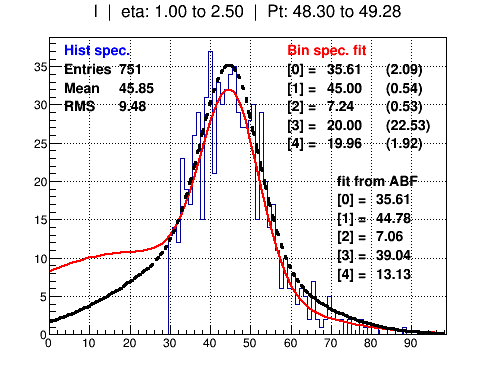 I | eta: 1.00 to 2.50 | Pt: 48.30 to 49.28
Hist spec.
Entries 751
Mean 45.85
RMS 9.48
Bin spec. fit
[0] = 35.61 (2.09)
[1] = 45.00 (0.54)
[2] = 7.24 (0.53)
[3] = 20.00 (22.53)
[4] = 19.96 (1.92)
fit from ABF
[0] = 35.61
[1] = 44.78
[2] = 7.06
[3] = 39.04
[4] = 13.13
35
30
25
20
15
10
5
0
0 10 20 30 40 50 60 70 80 90